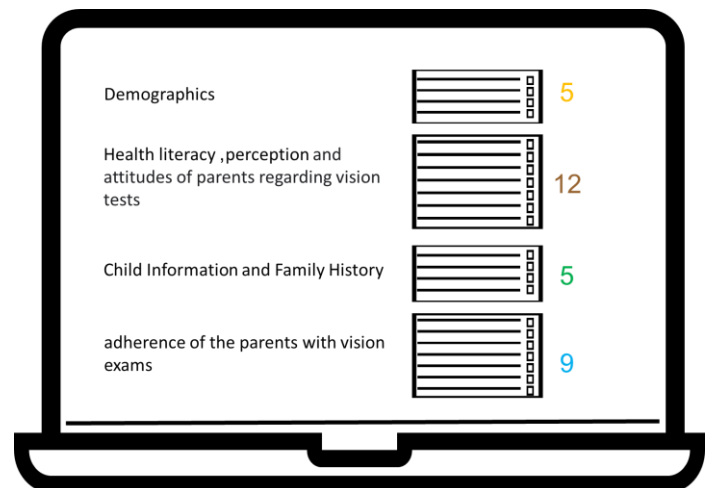 Demographics
5
Health literacy ,perception and
attitudes of parents regarding vision
tests
12
Child Information and Family History
5
adherence of the parents with vision
exams
9